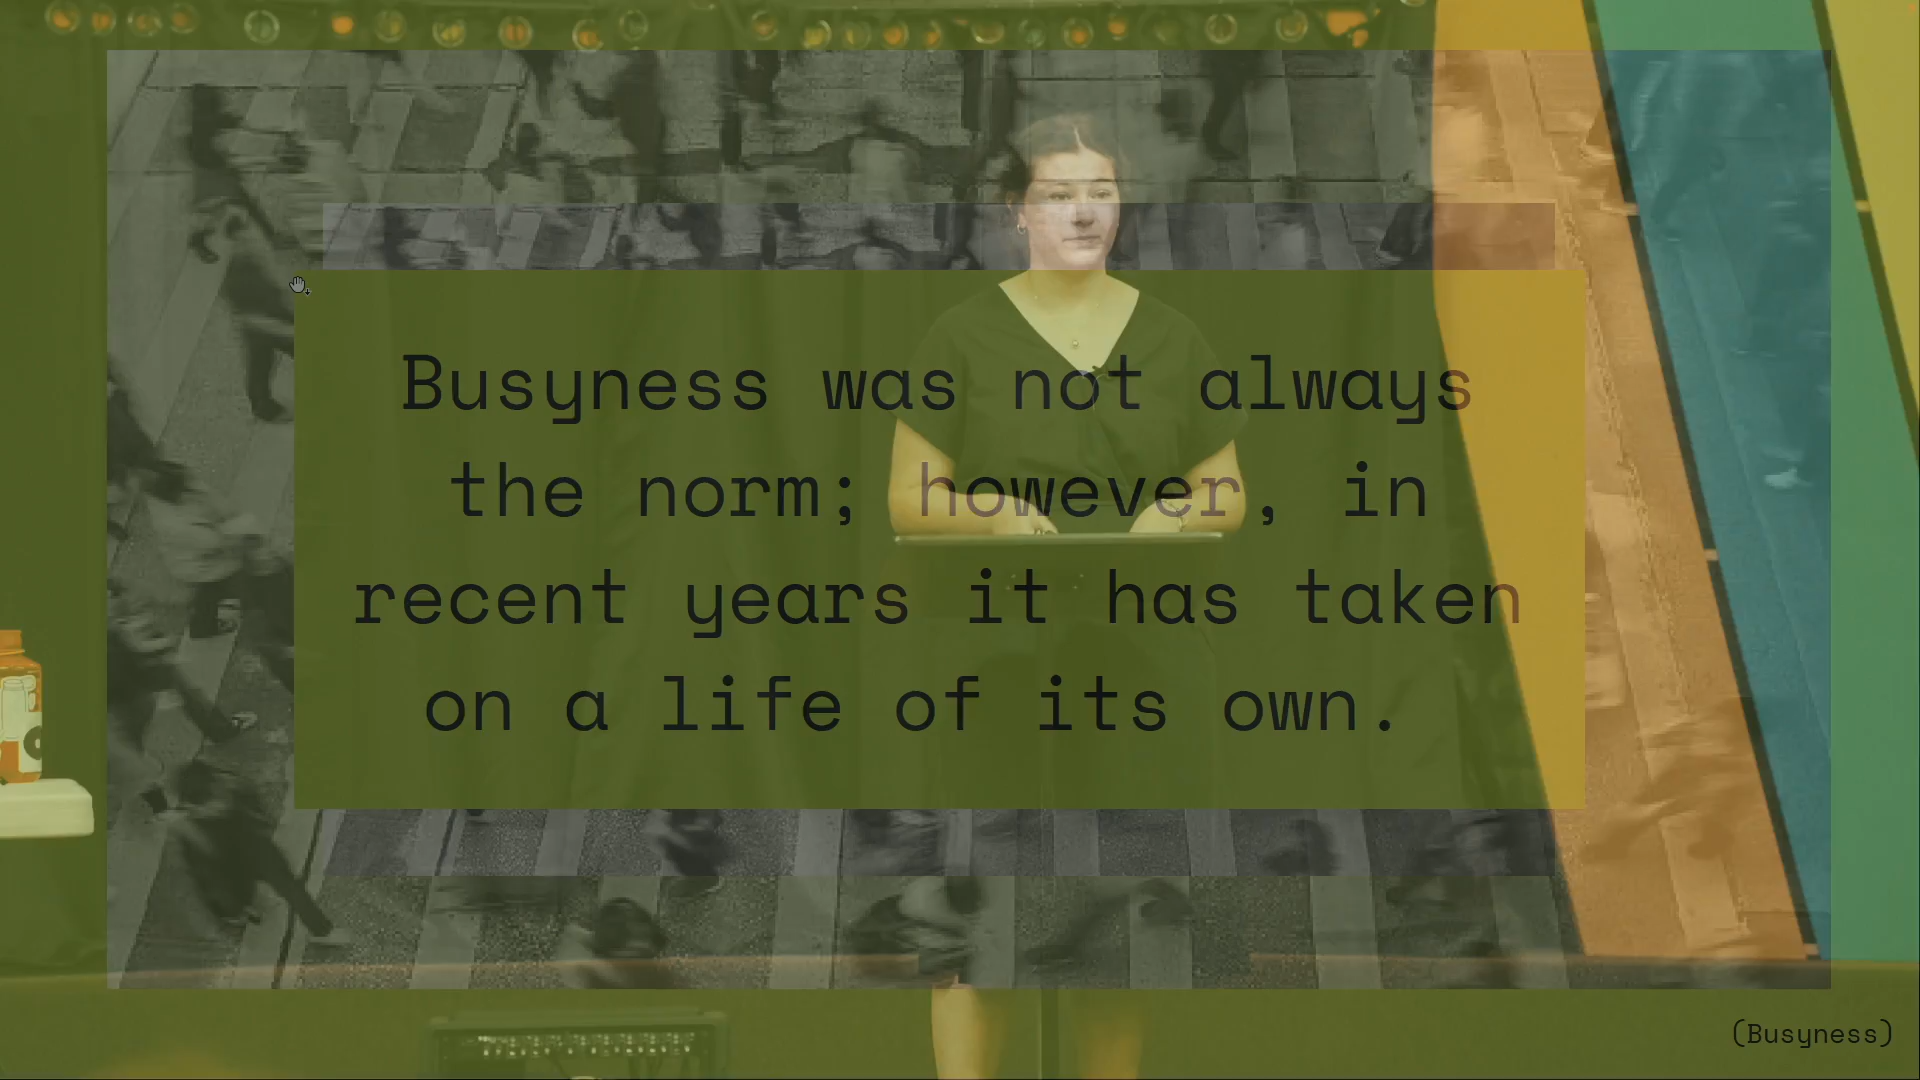 Busyness was not always
the norm; however, in
recent years it has taken
on a life of its own.
(Busyness)